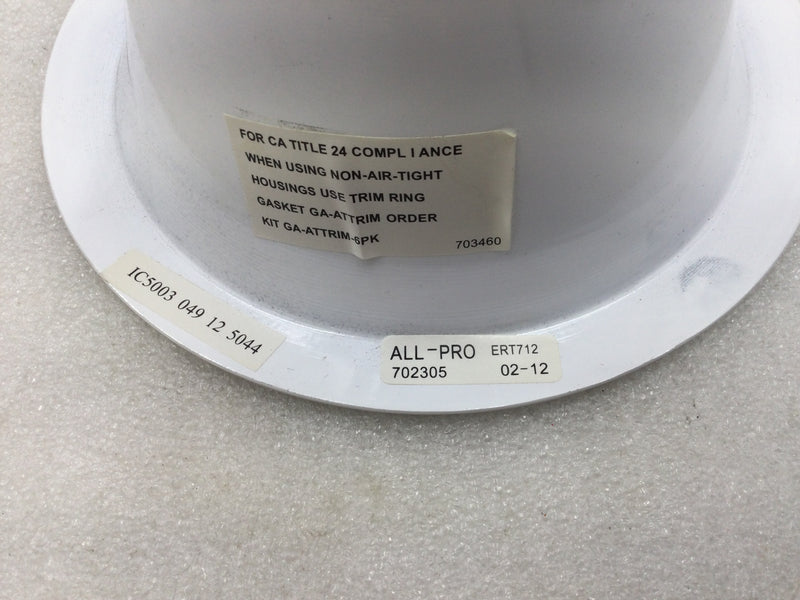 FOR CA TITLE 24 COMPL I ANCE
WHEN USING NON-AIR-TIGHT
HOUSINGS USE TRIM RING
GASKET GA-ATTRIM ORDER
KIT GA-ATTRIM-6PK
703460
IC5003 049 12 5044
ALL-PRO ERT712
702305 02-12